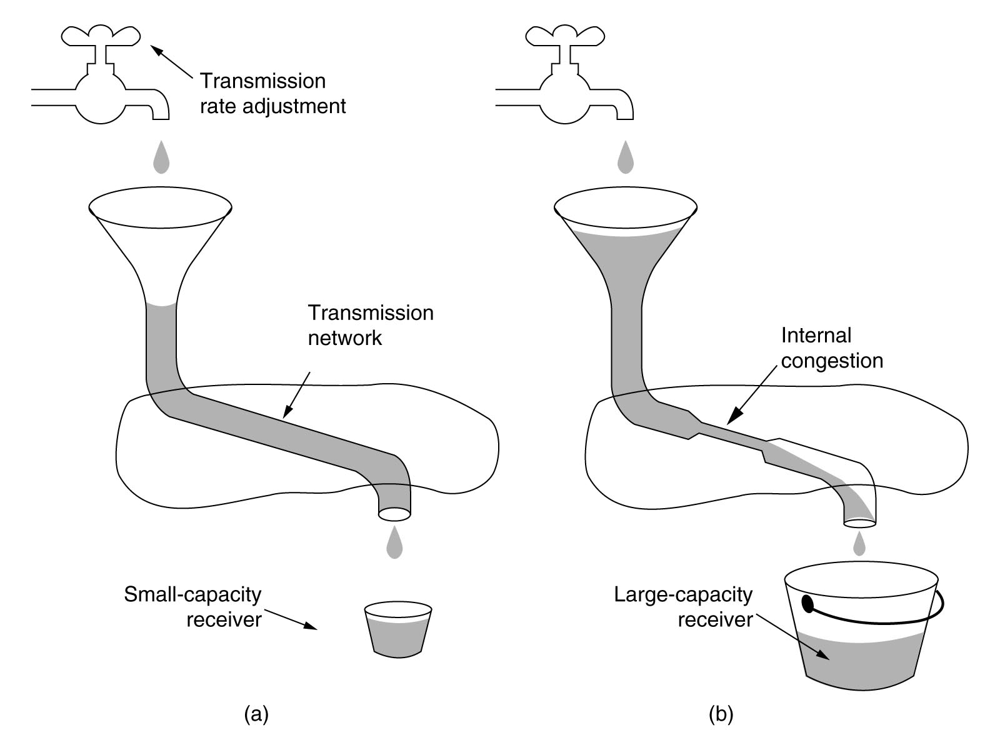 Transmission
rate adjustment
Transmission
network
Small-capacity
receiver
(a)
Internal
congestion
Large-capacity
receiver
(b)